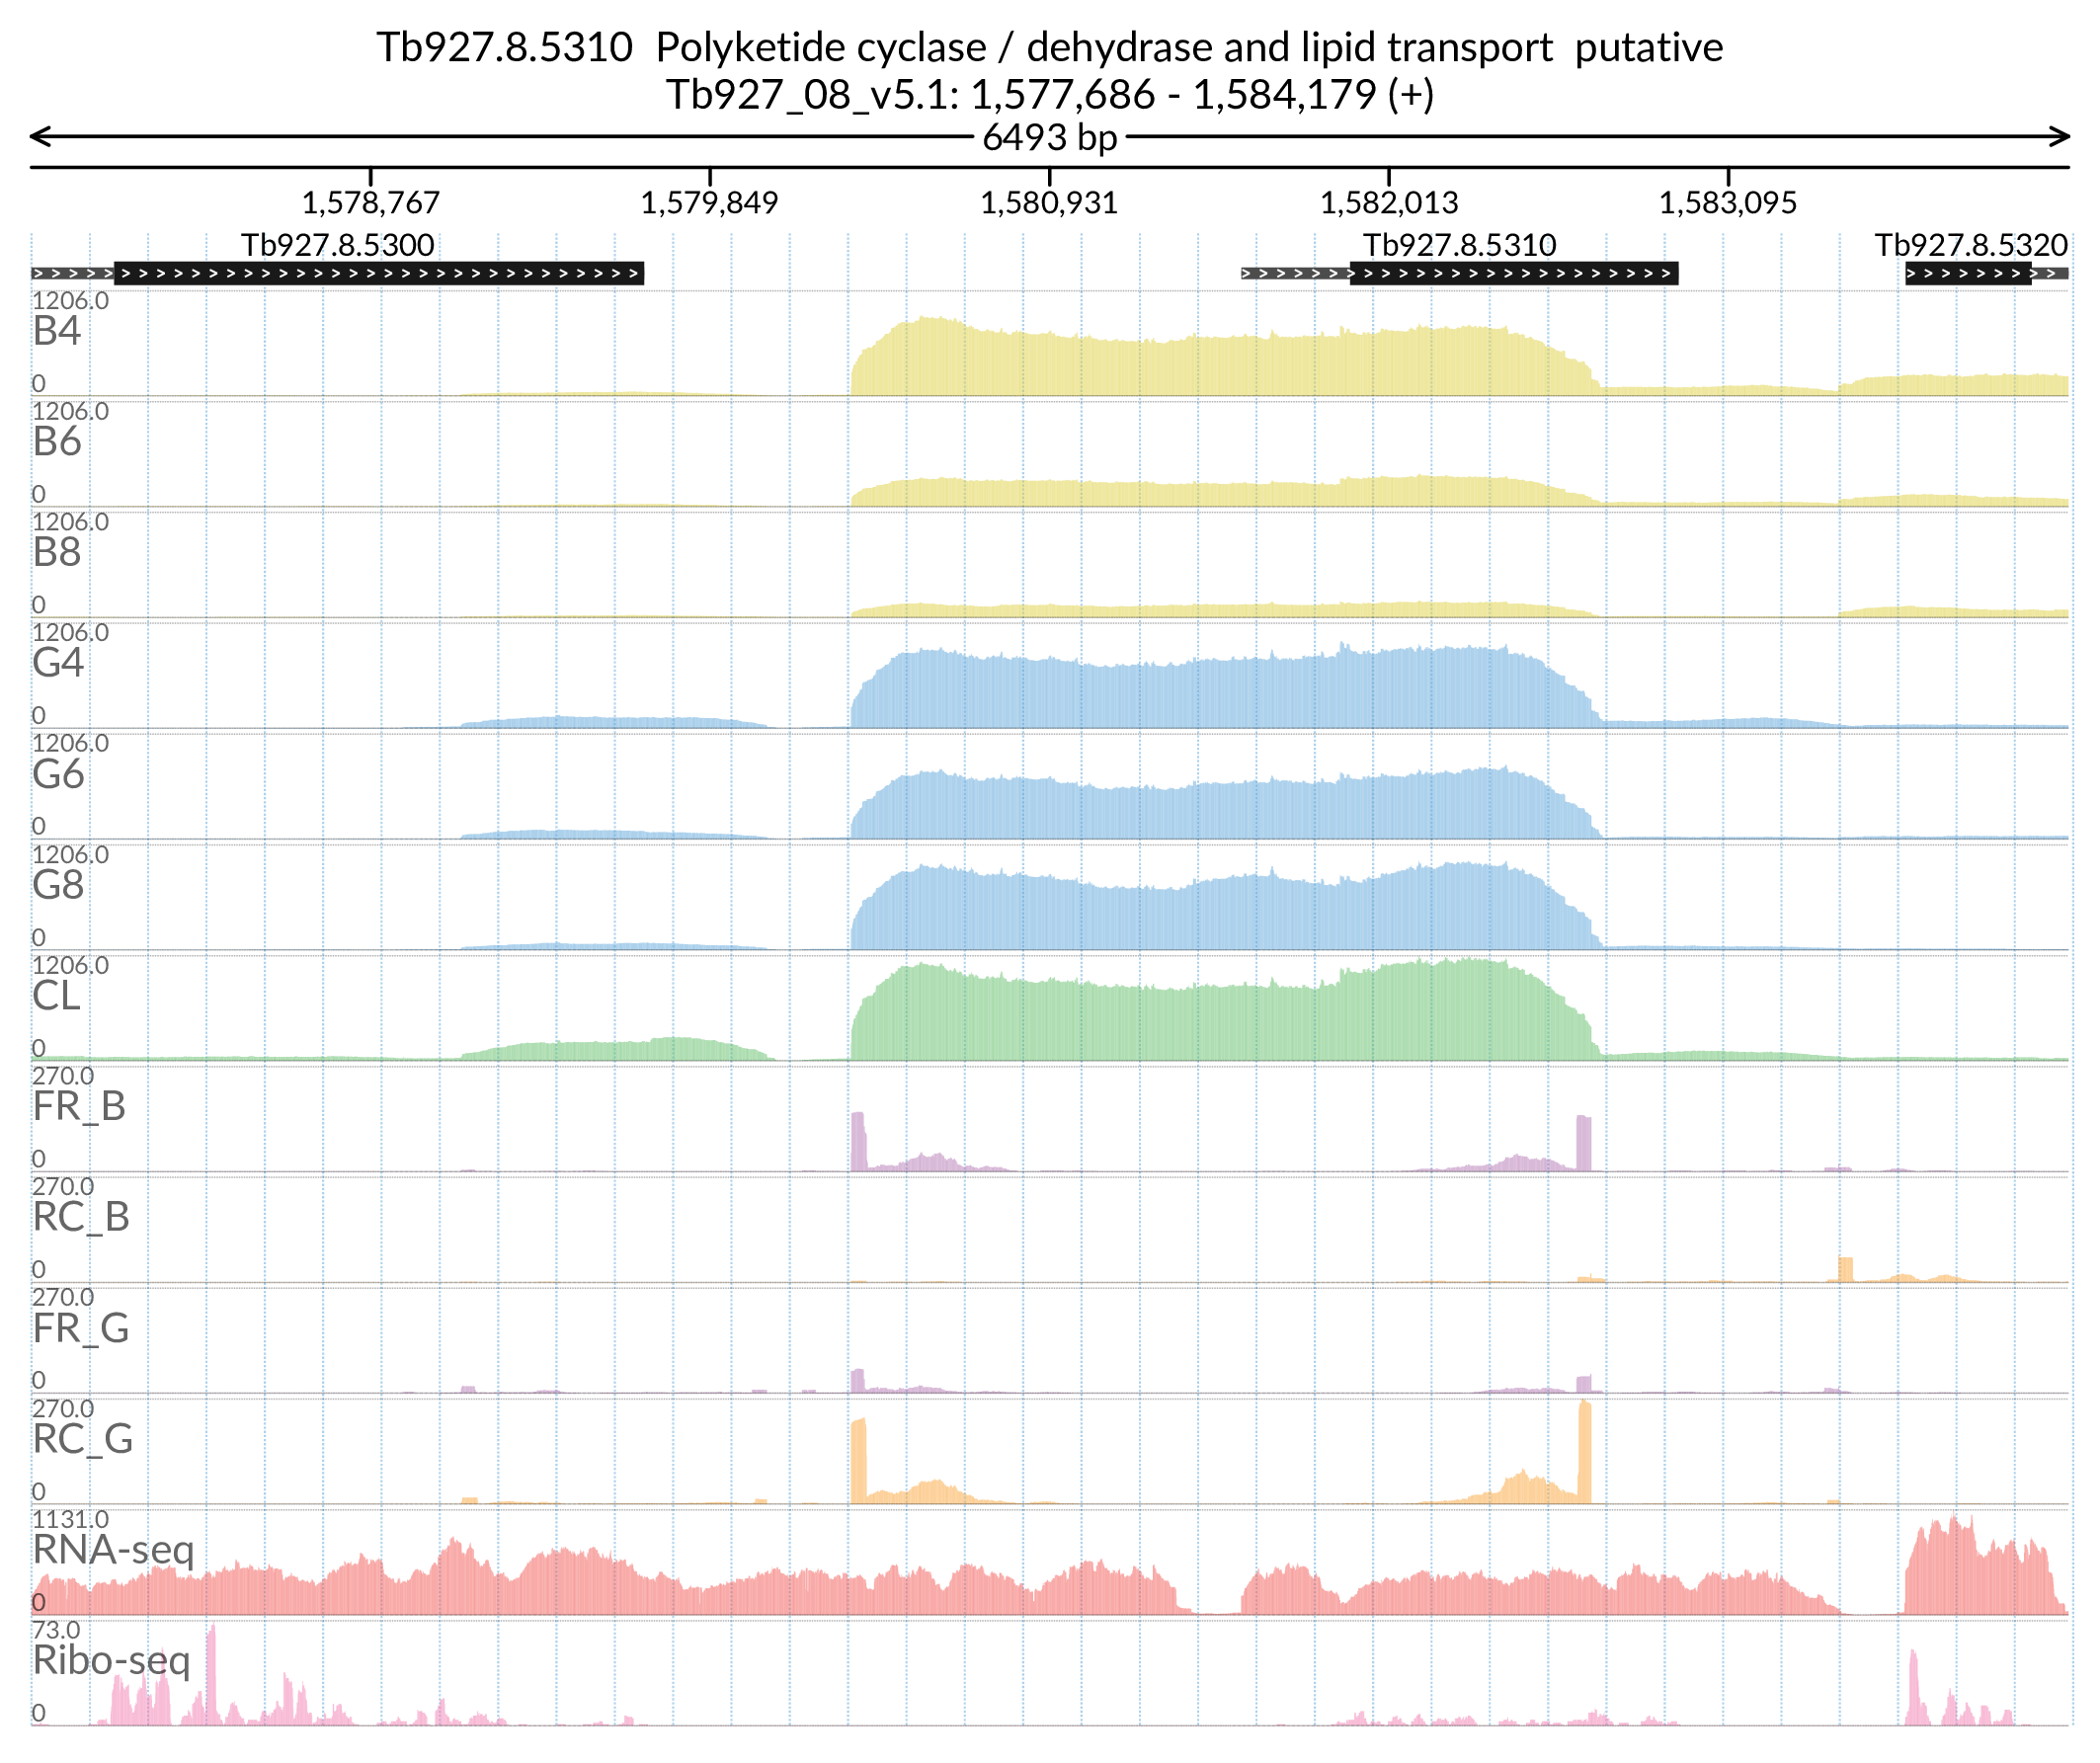 Tb927.8.5310  Polyketide cyclase / dehydrase and lipid transport  putative
Tb927_08_v5.1: 1,577,686 - 1,584,179 (+)
6493 bp
1,578,767 1,579,849 1,580,931 1,582,013 1,583,095
Tb927.8.5300 Tb927.8.5310 Tb927.8.5320
1206.0
B4
0
1206.0
B6
0
1206.0
B8
0
1206.0
G4
0
1206.0
G6
0
1206.0
G8
0
1206.0
CL
0
270.0
FR_B
0
270.0
RC_B
0
270.0
FR_G
0
270.0
RC_G
0
1131.0
RNA-seq
0
73.0
Ribo-seq
0